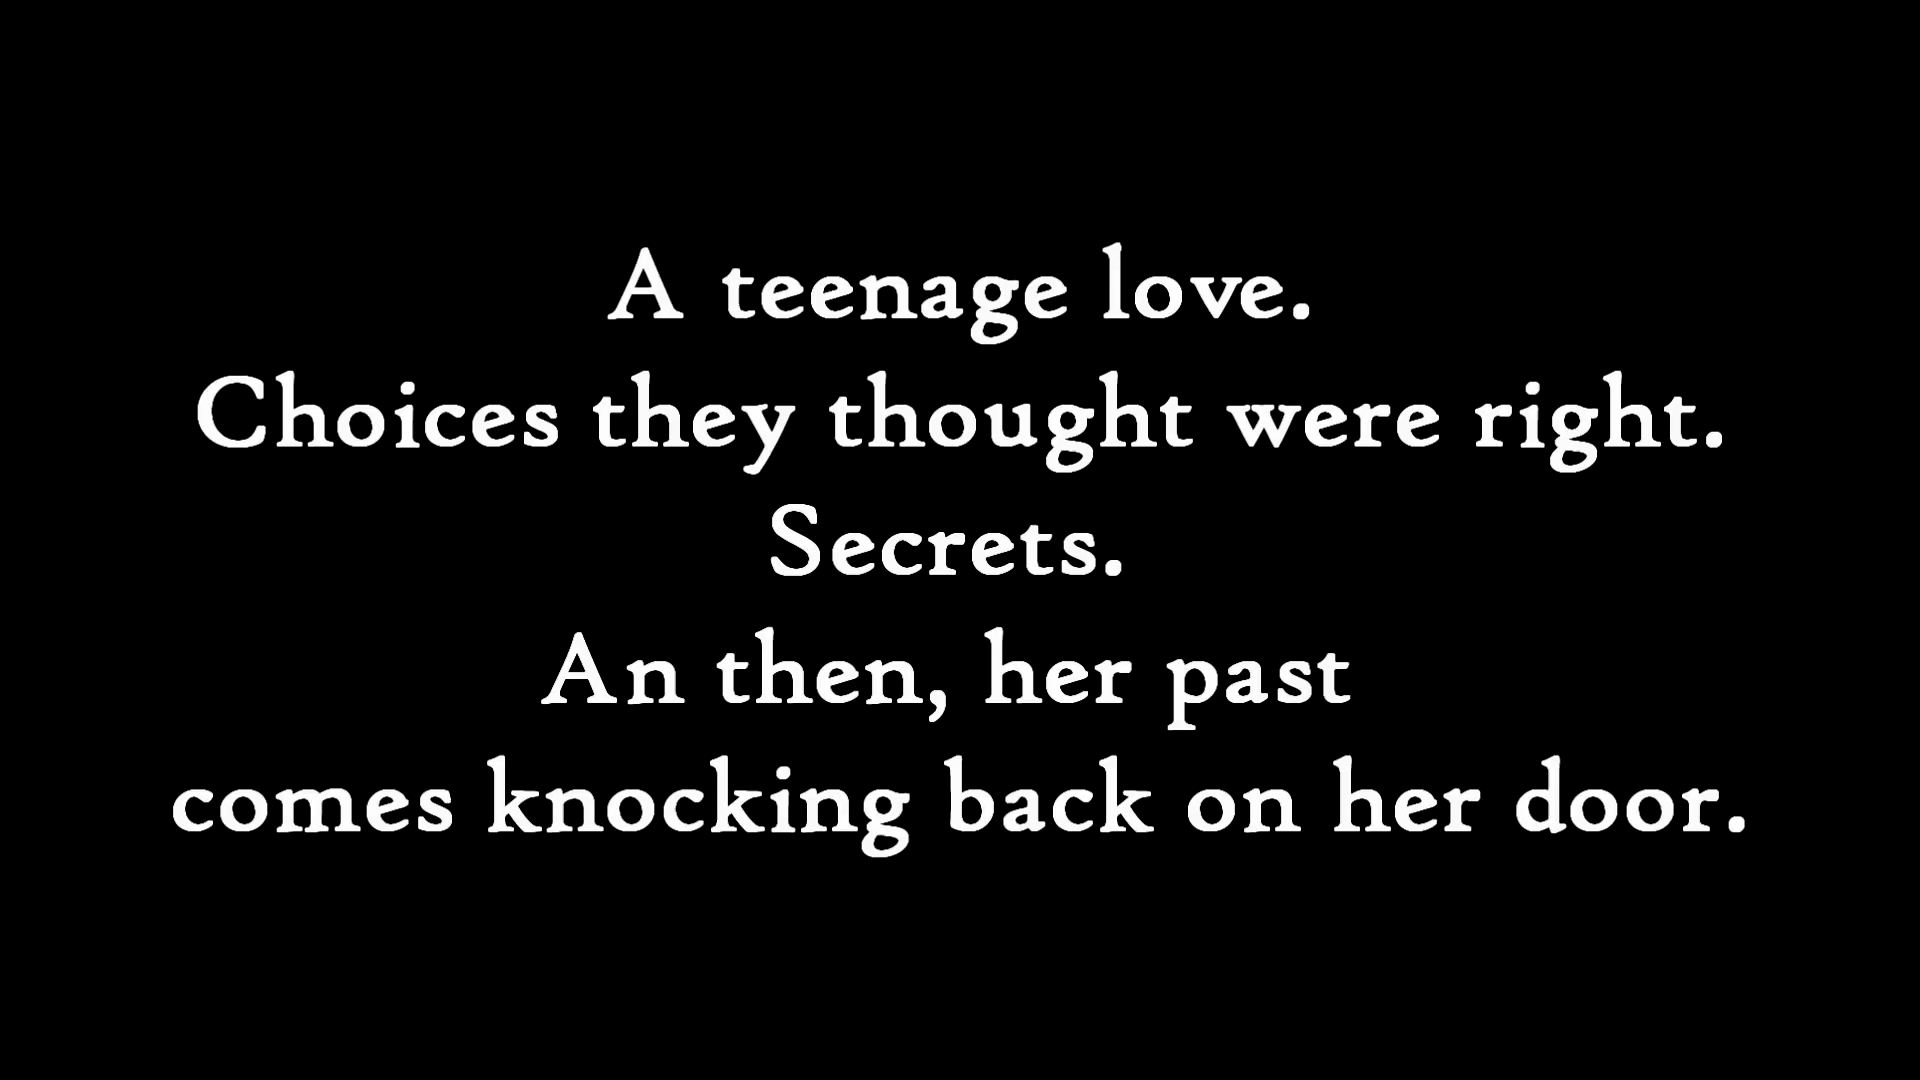 A teenage love.
Choices they thought were right.
Secrets.
An then, her past
comes knocking back on her door.